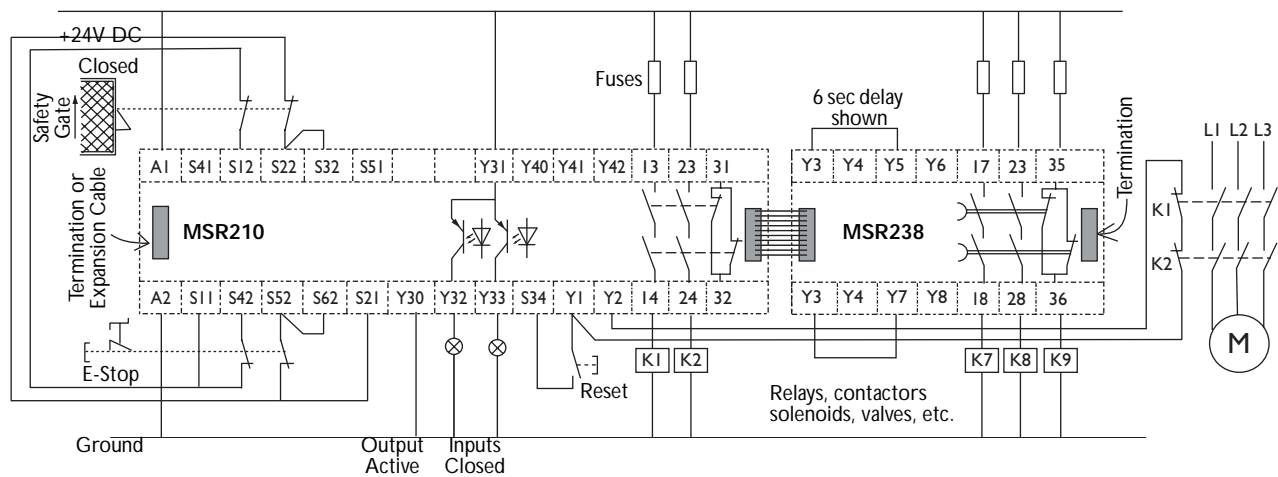 +24V DC
Closed
Safety
Gate
Fuses
6 sec delay
shown
Termination
L1 L2 L3
A1 S41 S12 S22 S32 S51 Y31 Y40 Y41 Y42 13 23 31
Y3 Y4 Y5 Y6 17 23 35
K1
K2
Termination or
Expansion Cable
MSR210
MSR238
A2 S11 S42 S52 S62 S21 Y30 Y32 Y33 S34 Y1 Y2 14 24 32
Y3 Y4 Y7 Y8 18 28 36
M
E-Stop
K1 K2
K7 K8 K9
Reset
Relays, contactors
solenoids, valves, etc.
Ground
Output
Active
Inputs
Closed